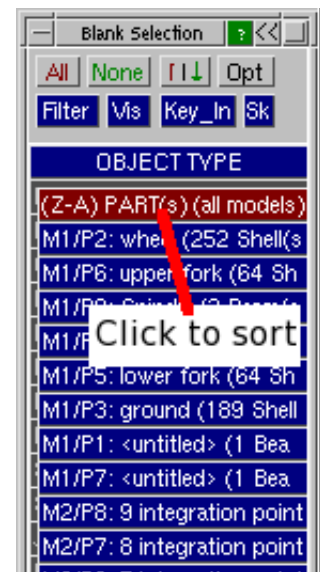 Blank Selection ? <<
All None ↓ Opt
Filter Vis Key_In Sk
OBJECT TYPE
(Z-A) PART(s) (all models)
M1/P2: wheel (252 Shell(s
M1/P6: upper fork (64 Sh
Click to sort
M1/P5: lower fork (64 Sh
M1/P3: ground (189 Shell
M1/P1: <untitled> (1 Bea
M1/P7: <untitled> (1 Bea
M2/P8: 9 integration point
M2/P7: 8 integration point